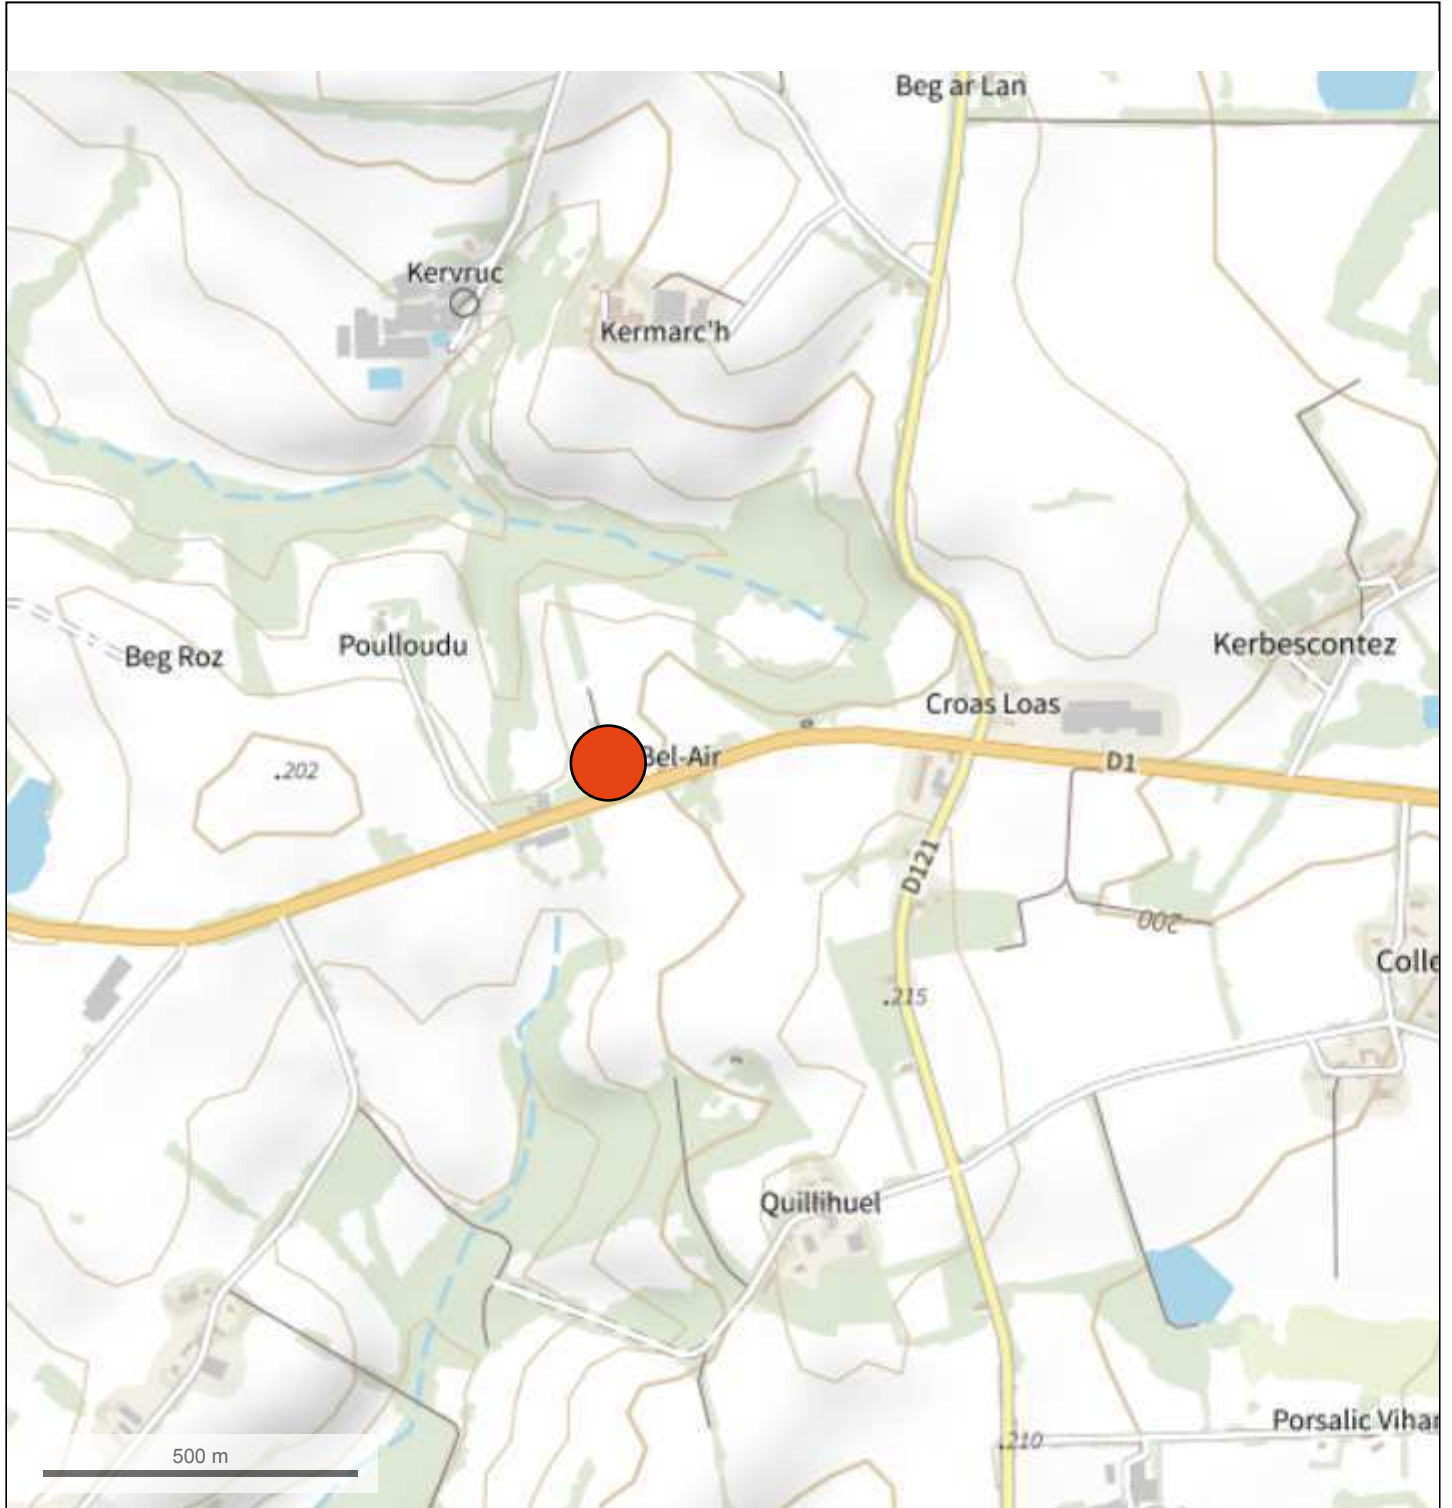 Beg ar Lan
Kervruc
Kermarc'h
Beg Roz
Poulloudu
Kerbescontez
Croas Loas
Bel-Air
D1
.202
D121
200
Colle
.215
Quillihuel
Porsalic Vihar
.210
500 m